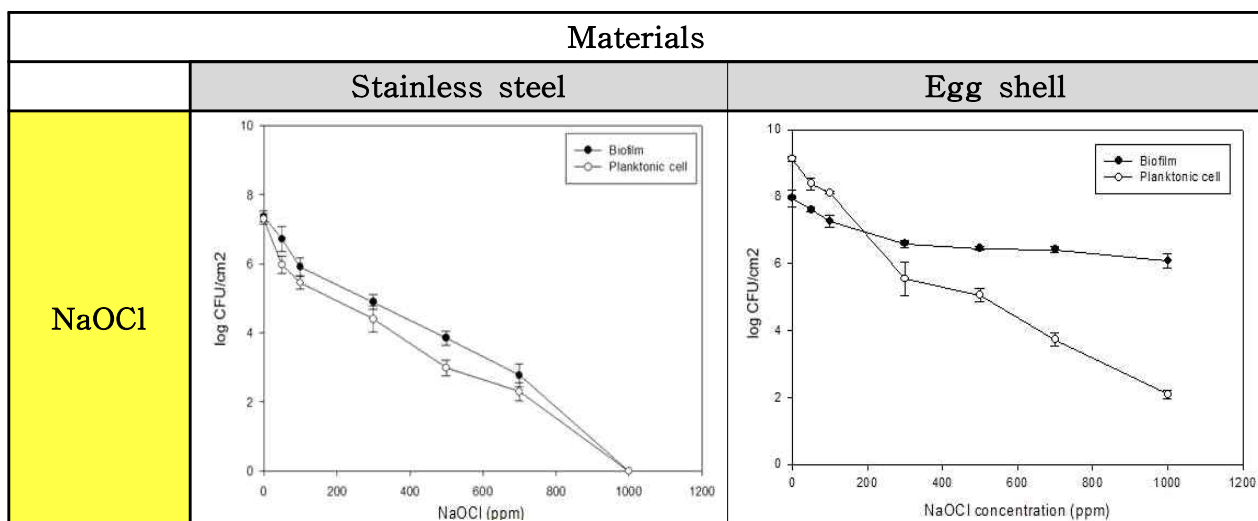 Materials
Stainless steel
Egg shell
NaOCl
10
8
6
4
2
0
log CFU/cm2
Biofilm
Planktonic cell
0 200 400 600 800 1000 1200
NaOCl (ppm)
10
8
6
4
2
0
log CFU/cm2
Biofilm
Planktonic cell
0 200 400 600 800 1000 1200
NaOCl concentration (ppm)